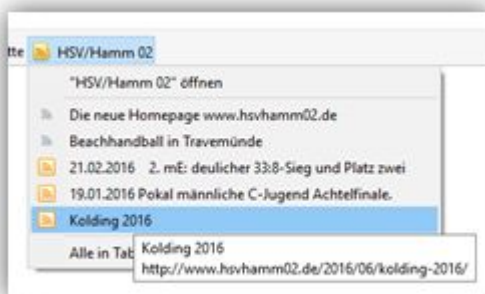 tte HSV/Hamm 02
"HSV/Hamm 02" öffnen
Die neue Homepage www.hsvhamm02.de
Beachhandball in Travemünde
21.02.2016 2. mE: deulicher 33:8-Sieg und Platz zwei
19.01.2016 Pokal männliche C-Jugend Achtelfinale.
Kolding 2016
Alle in Tab
Kolding 2016
http://www.hsvhamm02.de/2016/06/kolding-2016/